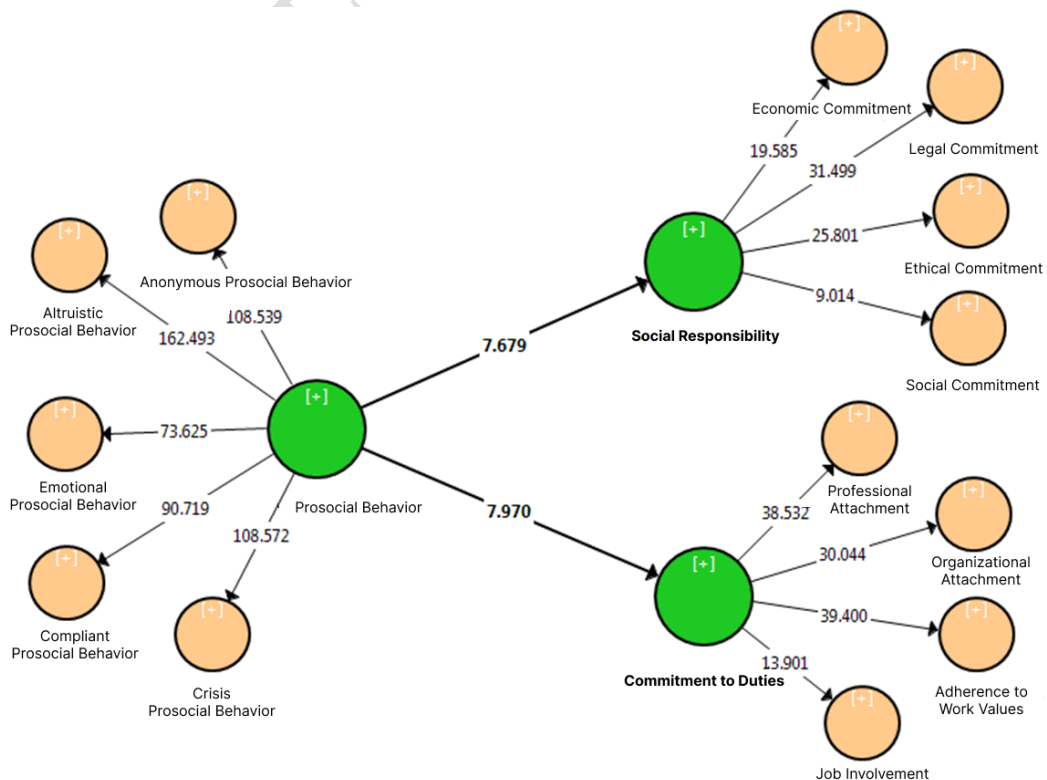 [+]
Economic Commitment
19.585
[+]
Legal Commitment
31.499
[+]
Ethical Commitment
25.801
[+]
Social Commitment
9.014
[+]
Social Responsibility
[+]
Anonymous Prosocial Behavior
108.539
[+]
Altruistic
Prosocial Behavior
162.493
7.679
[+]
Emotional
Prosocial Behavior
73.625
[+]
Prosocial Behavior
90.719
[+]
Compliant
Prosocial Behavior
108.572
[+]
Crisis
Prosocial Behavior
7.970
[+]
Professional
Attachment
38.532
[+]
Organizational
Attachment
30.044
[+]
Commitment to Duties
39.400
[+]
Adherence to
Work Values
13.901
[+]
Job Involvement